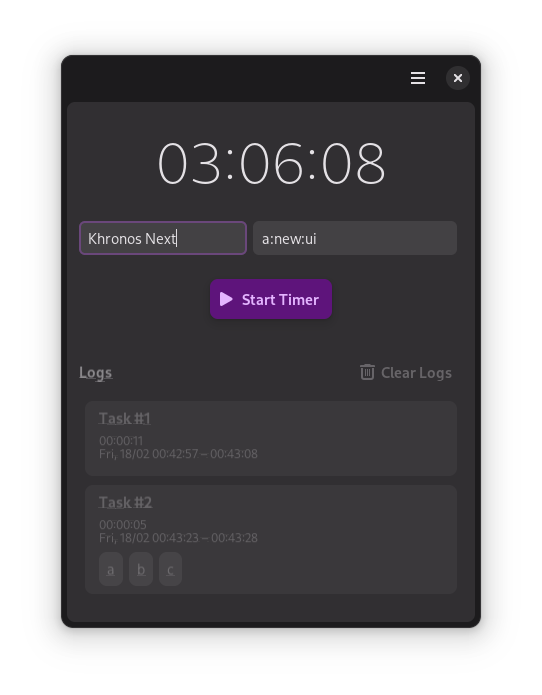 03:06:08
Khronos Next
a:new:ui
Start Timer
Logs
Clear Logs
Task #1
00:00:11
Fri, 18/02 00:42:57 – 00:43:08
Task #2
00:00:05
Fri, 18/02 00:43:23 – 00:43:28
a b c